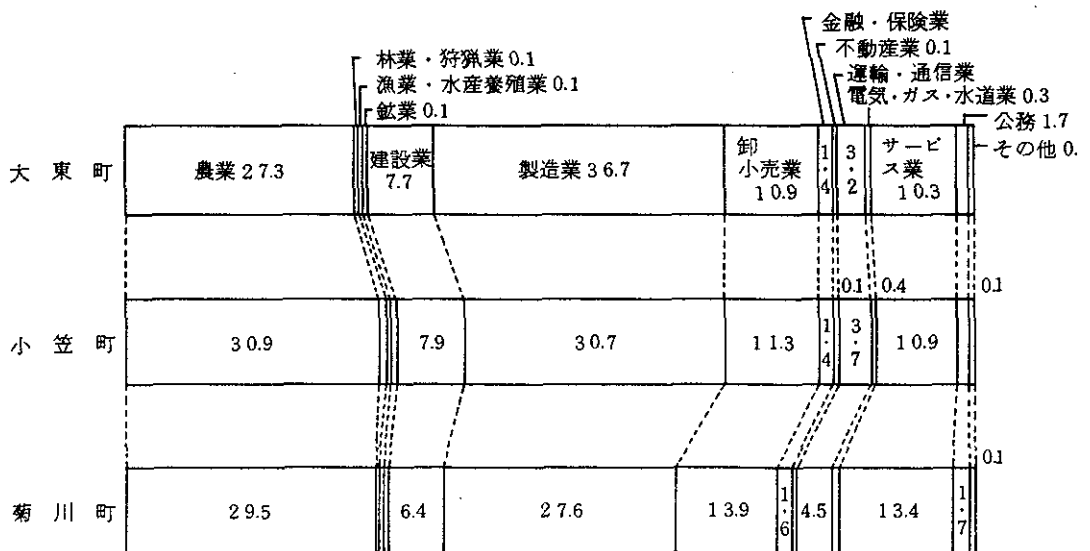 金融・保険業
不動産業 0.1
運輸・通信業
電気・ガス・水道業 0.3
公務 1.7
その他 0.
林業・狩猟業 0.1
漁業・水産養殖業 0.1
鉱業 0.1
大東町
農業 27.3
建設業
7.7
製造業 36.7
卸
小売業
10.9
1.4
3.2
サービ
ス業
10.3
0.1 0.4 0.1
小笠町
30.9 7.9 30.7 11.3 1.4 3.7 10.9
0.1
菊川町
29.5 6.4 27.6 13.9 1.6 4.5 13.4 1.7